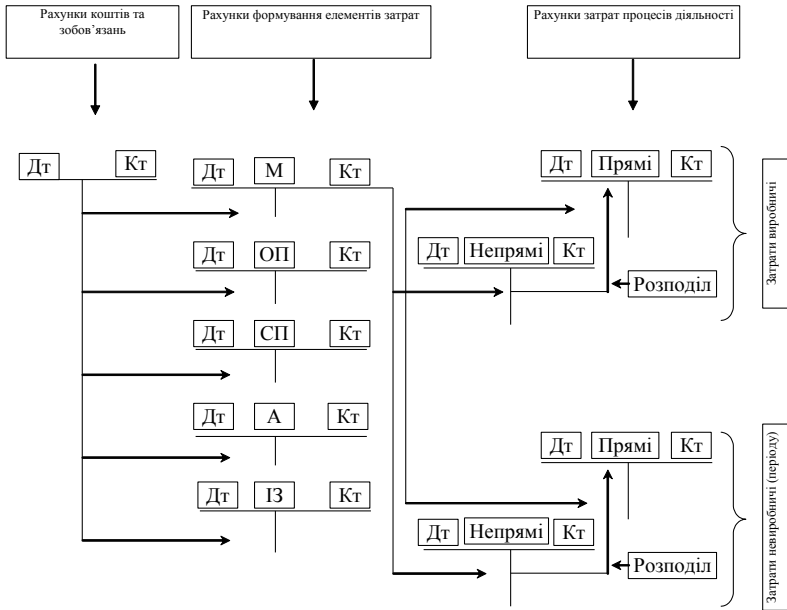 Рахунки коштів та
зобов’язань
Рахунки формування елементів затрат
Рахунки затрат процесів діяльності
Дт Кт
Дт М Кт
Дт ОП Кт
Дт СП Кт
Дт А Кт
Дт ІЗ Кт
Дт Прямі Кт
Дт Непрямі Кт
Розподіл
Затрати виробничі
Дт Прямі Кт
Дт Непрямі Кт
Розподіл
Затрати невиробничі (періоду)